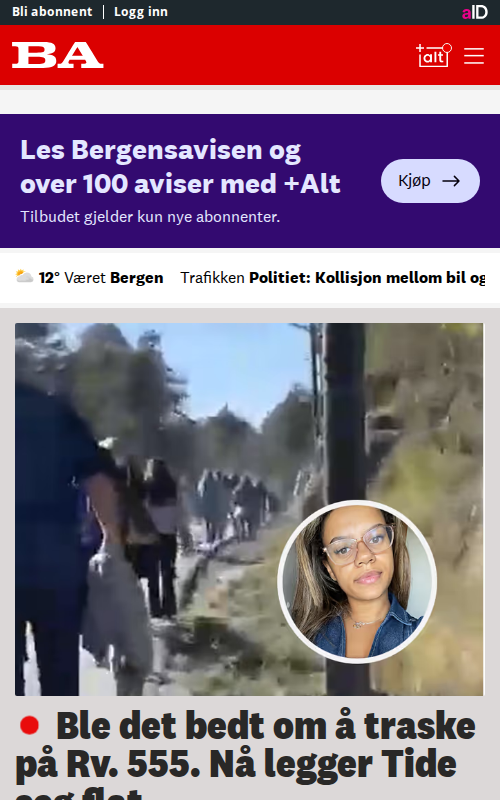 Bli abonnent | Logg inn
aID
BA
+alt
Les Bergensavisen og
over 100 aviser med +Alt
Tilbudet gjelder kun nye abonnenter.
Kjøp →
12° Været Bergen Trafikken Politiet: Kollisjon mellom bil og
Ble det bedt om å traske
på Rv. 555. Nå legger Tide
seg flat